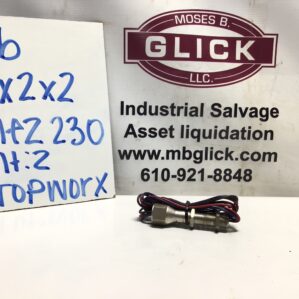 b
x2x2
230
TOPWORX
MOSES B.
GLICK
LLC.
Industrial Salvage
Asset liquidation
www.mbglick.com
610-921-8848